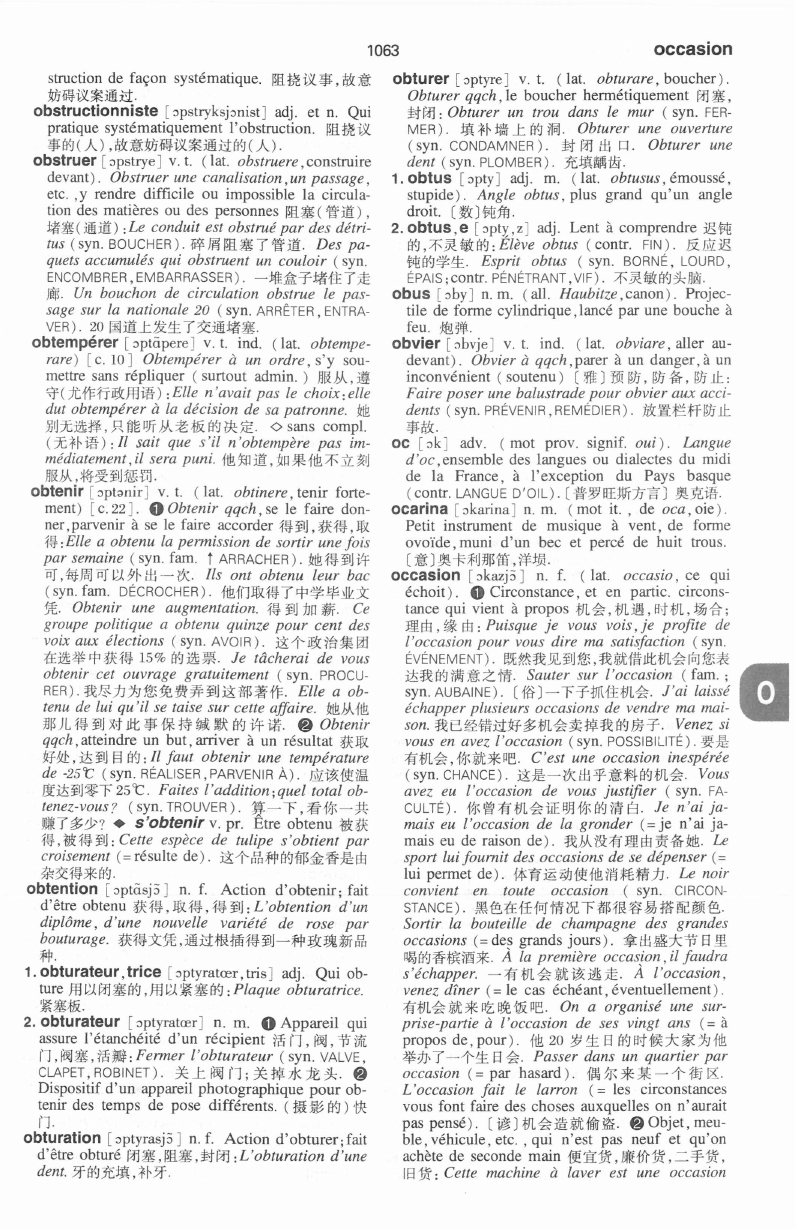 1063
occasion
struction de façon systématique. 阻挠议事,故意
妨碍议案通过.
obstructionniste [ɔpstryksjɔnist] adj. et n. Qui
pratique systématiquement l'obstruction. 阻挠议
事的(人),故意妨碍议案通过的(人).
obstruer [ɔpstrye] v. t. (lat. obstruere,construire
devant). Obstruer une canalisation,un passage,
etc. ,y rendre difficile ou impossible la circula-
tion des matières ou des personnes 阻塞(管道),
堵塞(通道):Le conduit est obstrué par des détri-
tus (syn. BOUCHER). 碎屑阻塞了管道. Des pa-
quets accumulés qui obstruent un couloir (syn.
ENCOMBRER,EMBARRASSER). 一堆盒子堵住了走
廊. Un bouchon de circulation obstrue le pas-
sage sur la nationale 20 (syn. ARRÊTER,ENTRA-
VER). 20 国道上发生了交通堵塞.
obtempérer [ɔptɑ̃pere] v. t. ind. (lat. obtempe-
rare) [c. 10] Obtempérer à un ordre, s'y sou-
mettre sans répliquer (surtout admin.) 服从,遵
守(尤作行政用语):Elle n'avait pas le choix:elle
dut obtempérer à la décision de sa patronne. 她
别无选择,只能听从老板的决定. ◇ sans compl.
(无补语):Il sait que s'il n'obtempère pas im-
médiatement,il sera puni. 他知道,如果他不立刻
服从,将受到惩罚.
obtenir [ɔptənir] v. t. (lat. obtinere,tenir forte-
ment) [c.22]. ❶ Obtenir qqch,se le faire don-
ner,parvenir à se le faire accorder 得到,获得,取
得:Elle a obtenu la permission de sortir une fois
par semaine (syn. fam. ↑ ARRACHER). 她得到许
可,每周可以外出一次. Ils ont obtenu leur bac
(syn. fam. DÉCROCHER). 他们取得了中学毕业文
凭. Obtenir une augmentation. 得到加薪. Ce
groupe politique a obtenu quinze pour cent des
voix aux élections (syn. AVOIR). 这个政治集团
在选举中获得 15% 的选票. Je tâcherai de vous
obtenir cet ouvrage gratuitement (syn. PROCU-
RER). 我尽力为您免费弄到这部著作. Elle a ob-
tenu de lui qu'il se taise sur cette affaire. 她从他
那儿得到对此事保持缄默的许诺. ❷ Obtenir
qqch,atteindre un but,arriver à un résultat 获取
好处,达到目的:Il faut obtenir une température
de -25℃ (syn. RÉALISER,PARVENIR À). 应该使温
度达到零下 25℃. Faites l'addition;quel total ob-
tenez-vous? (syn. TROUVER). 算一下,看你一共
赚了多少? ◆ s'obtenir v. pr. Être obtenu 被获
得,被得到:Cette espèce de tulipe s'obtient par
croisement (=résulte de). 这个品种的郁金香是由
杂交得来的.
obtention [ɔptɑ̃sjɔ̃] n. f. Action d'obtenir; fait
d'être obtenu 获得,取得,得到:L'obtention d'un
diplôme, d'une nouvelle variété de rose par
bouturage. 获得文凭,通过根插得到一种玫瑰新品
种.
1. obturateur,trice [ɔptyratœr,tris] adj. Qui ob-
ture 用以闭塞的,用以紧塞的:Plaque obturatrice.
紧塞板.
2. obturateur [ɔptyratœr] n. m. ❶ Appareil qui
assure l'étanchéité d'un récipient 活门,阀,节流
门,阀塞,活瓣:Fermer l'obturateur (syn. VALVE,
CLAPET,ROBINET). 关上阀门;关掉水龙头. ❷
Dispositif d'un appareil photographique pour ob-
tenir des temps de pose différents. (摄影的)快
门.
obturation [ɔptyrasjɔ̃] n. f. Action d'obturer;fait
d'être obturé 闭塞,阻塞,封闭:L'obturation d'une
dent. 牙的充填,补牙.
obturer [ɔptyre] v. t. (lat. obturare,boucher).
Obturer qqch,le boucher hermétiquement 闭塞,
封闭:Obturer un trou dans le mur (syn. FER-
MER). 填补墙上的洞. Obturer une ouverture
(syn. CONDAMNER). 封闭出口. Obturer une
dent (syn. PLOMBER). 充填龋齿.
1. obtus [ɔpty] adj. m. (lat. obtusus,émoussé,
stupide). Angle obtus, plus grand qu'un angle
droit. [数]钝角.
2. obtus,e [ɔpty,z] adj. Lent à comprendre 迟钝
的,不灵敏的:Élève obtus (contr. FIN). 反应迟
钝的学生. Esprit obtus (syn. BORNÉ, LOURD,
ÉPAIS;contr. PÉNÉTRANT,VIF). 不灵敏的头脑.
obus [ɔby] n. m. (all. Haubitze,canon). Projec-
tile de forme cylindrique,lancé par une bouche à
feu. 炮弹.
obvier [ɔbvje] v. t. ind. (lat. obviare, aller au-
devant). Obvier à qqch,parer à un danger,à un
inconvénient (soutenu) [雅]预防,防备,防止:
Faire poser une balustrade pour obvier aux acci-
dents (syn. PRÉVENIR,REMÉDIER). 放置栏杆防止
事故.
oc [ɔk] adv. (mot prov. signif. oui). Langue
d'oc,ensemble des langues ou dialectes du midi
de la France, à l'exception du Pays basque
(contr. LANGUE D'OIL). [普罗旺斯方言] 奥克语.
ocarina [ɔkarina] n. m. (mot it. , de oca,oie).
Petit instrument de musique à vent, de forme
ovoïde,muni d'un bec et percé de huit trous.
[意]奥卡利那笛,洋埙.
occasion [ɔkazjɔ̃] n. f. (lat. occasio, ce qui
échoit). ❶ Circonstance, et en partic. circons-
tance qui vient à propos 机会,机遇,时机,场合;
理由,缘由:Puisque je vous vois,je profite de
l'occasion pour vous dire ma satisfaction (syn.
ÉVÉNEMENT). 既然我见到您,我就借此机会向您表
达我的满意之情. Sauter sur l'occasion (fam. ;
syn. AUBAINE). [俗]一下子抓住机会. J'ai laissé
échapper plusieurs occasions de vendre ma mai-
son. 我已经错过好多机会卖掉我的房子. Venez si
vous en avez l'occasion (syn. POSSIBILITÉ). 要是
有机会,你就来吧. C'est une occasion inespérée
(syn. CHANCE). 这是一次出乎意料的机会. Vous
avez eu l'occasion de vous justifier (syn. FA-
CULTÉ). 你曾有机会证明你的清白. Je n'ai ja-
mais eu l'occasion de la gronder (= je n'ai ja-
mais eu de raison de). 我从没有理由责备她. Le
sport lui fournit des occasions de se dépenser (=
lui permet de). 体育运动使他消耗精力. Le noir
convient en toute occasion (syn. CIRCON-
STANCE). 黑色在任何情况下都很容易搭配颜色.
Sortir la bouteille de champagne des grandes
occasions (= des grands jours). 拿出盛大节日里
喝的香槟酒来. À la première occasion,il faudra
s'échapper. 一有机会就该逃走. À l'occasion,
venez dîner (= le cas échéant,éventuellement).
有机会就来吃晚饭吧. On a organisé une sur-
prise-partie à l'occasion de ses vingt ans (= à
propos de,pour). 他 20 岁生日的时候大家为他
举办了一个生日会. Passer dans un quartier par
occasion (= par hasard). 偶尔来某一个街区.
L'occasion fait le larron (= les circonstances
vous font faire des choses auxquelles on n'aurait
pas pensé). [谚]机会造就偷盗. ❷ Objet, meu-
ble,véhicule, etc. , qui n'est pas neuf et qu'on
achète de seconde main 便宜货,廉价货,二手货,
旧货:Cette machine à laver est une occasion
O